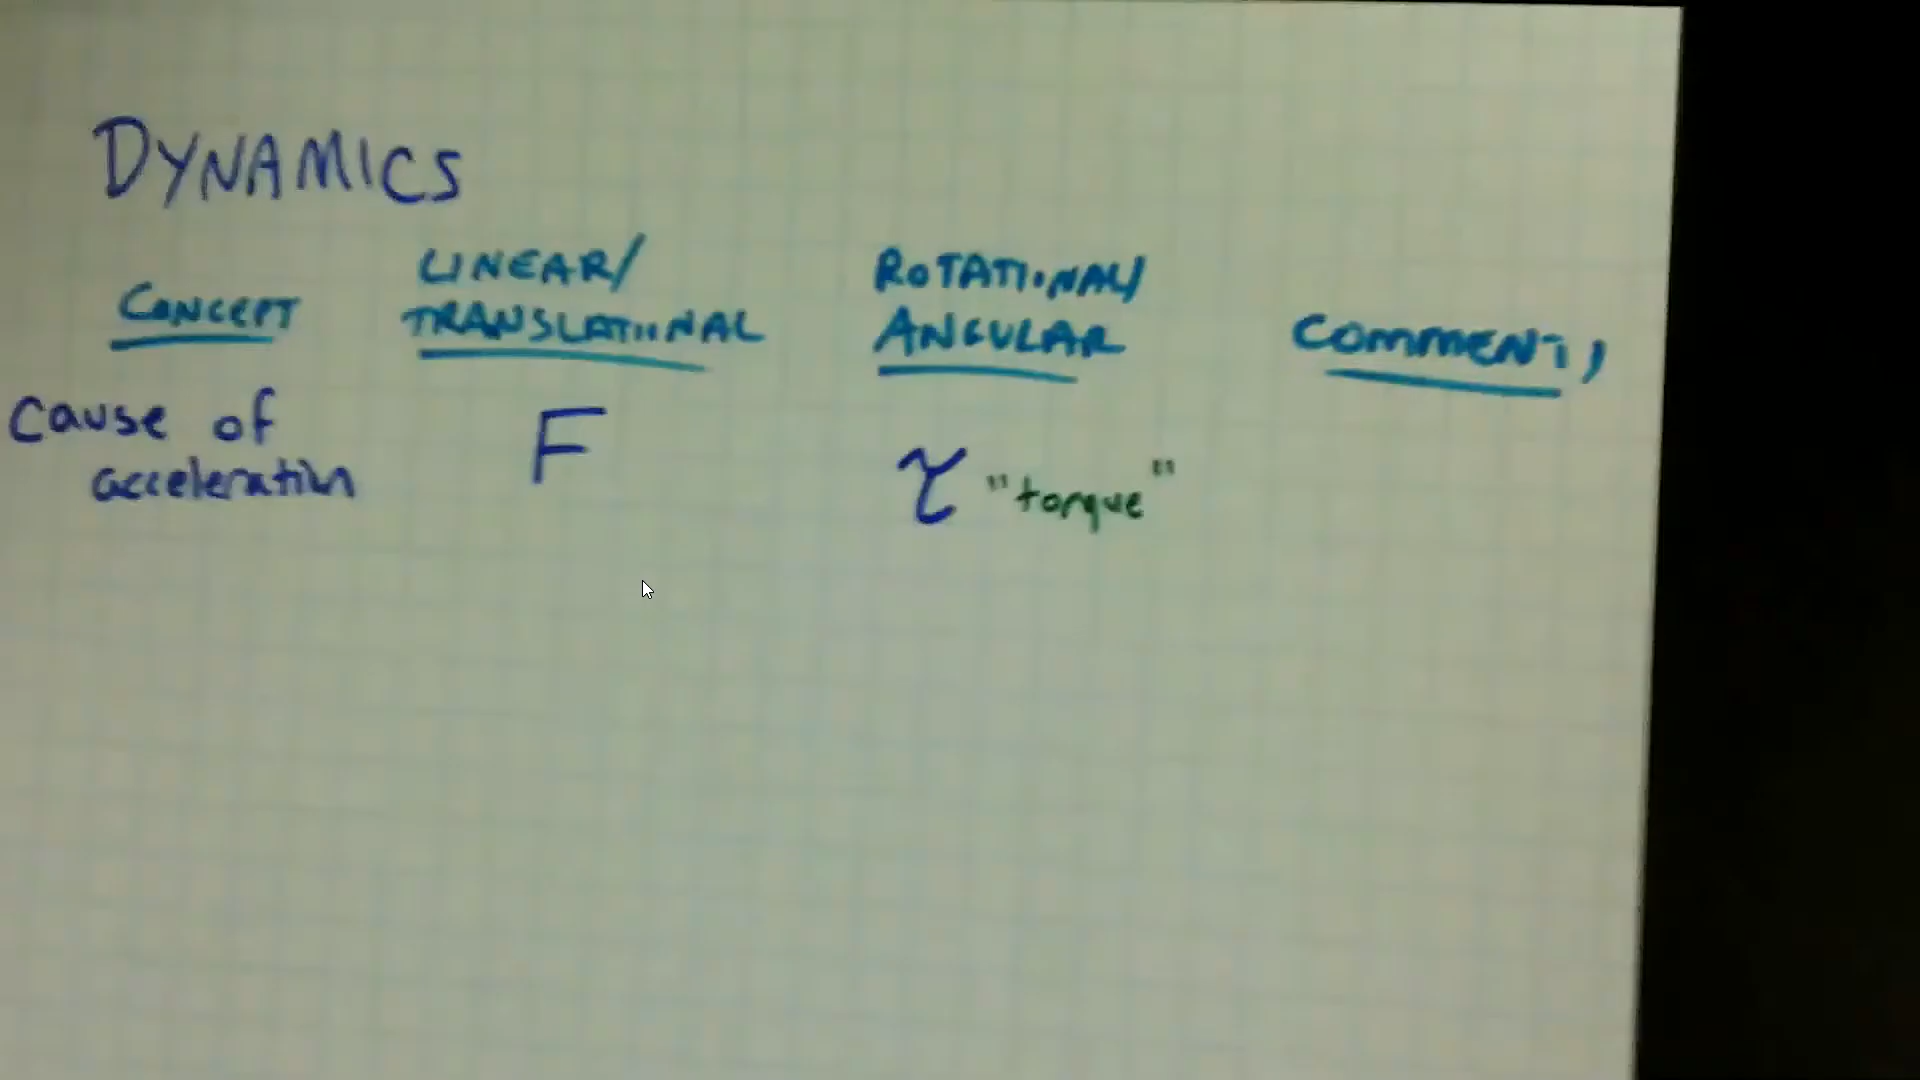 DYNAMICS
CONCEPT
LINEAR/
TRANSLATIONAL
ROTATIONAL/
ANGULAR
COMMENTS
Cause of
acceleration
F
τ "torque"